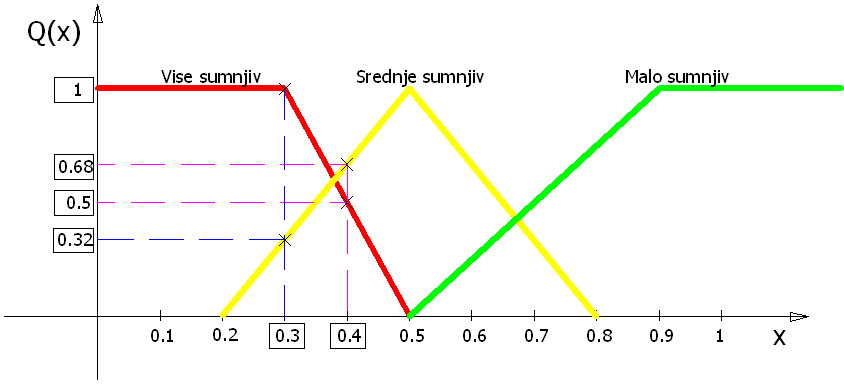 Q(x)
Vise sumnjiv
Srednje sumnjiv
Malo sumnjiv
1
0.68
0.5
0.32
0.1
0.2
0.3
0.4
0.5
0.6
0.7
0.8
0.9
1
X